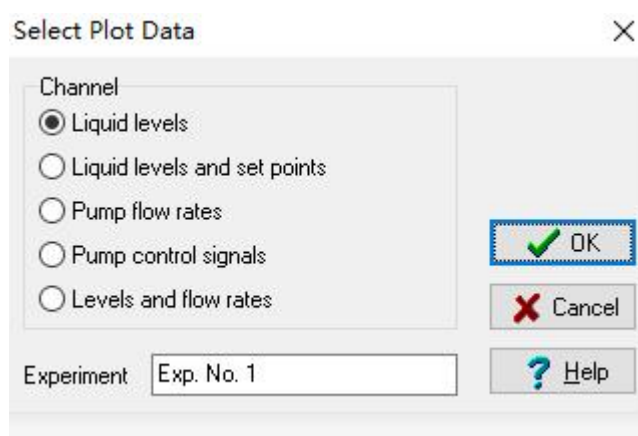 Select Plot Data
Channel
Liquid levels
Liquid levels and set points
Pump flow rates
Pump control signals
Levels and flow rates
OK
Cancel
Experiment Exp. No. 1
Help